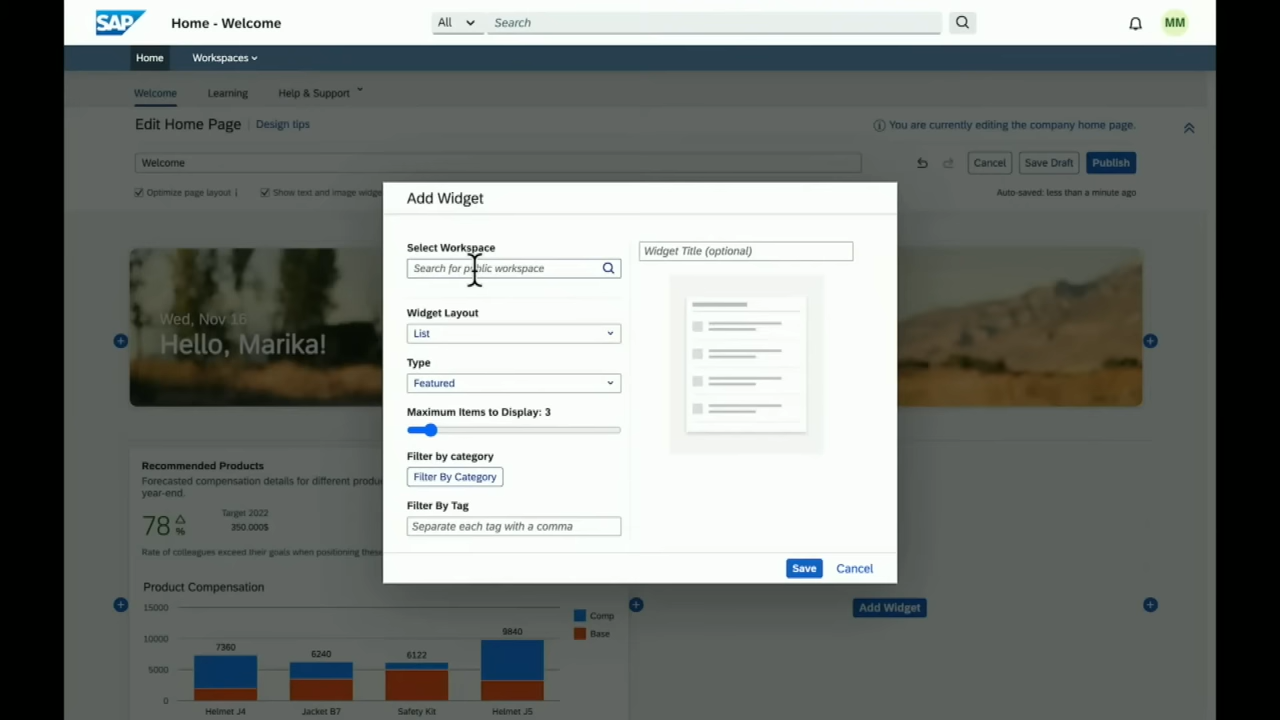 SAP
Home - Welcome
All
Search
MM
Home
Workspaces
Welcome
Learning
Help & Support
Edit Home Page
Design tips
You are currently editing the company home page.
Welcome
Cancel
Save Draft
Publish
Optimize page layout
Show text and image widge
Auto-saved: less than a minute ago
Add Widget
Select Workspace
Search for public workspace
Widget Title (optional)
Widget Layout
List
Type
Featured
Maximum Items to Display: 3
Filter by category
Filter By Category
Filter By Tag
Separate each tag with a comma
Save
Cancel
Wed, Nov 16
Hello, Marika!
Recommended Products
Forecasted compensation details for different produ
year-end.
78 %
Target 2022
350.000$
Rate of colleagues exceed their goals when positioning these
Product Compensation
15000
10000
5000
0
7360
6240
6122
9840
Comp
Base
Helmet J4
Jacket B7
Safety Kit
Helmet J5
Add Widget